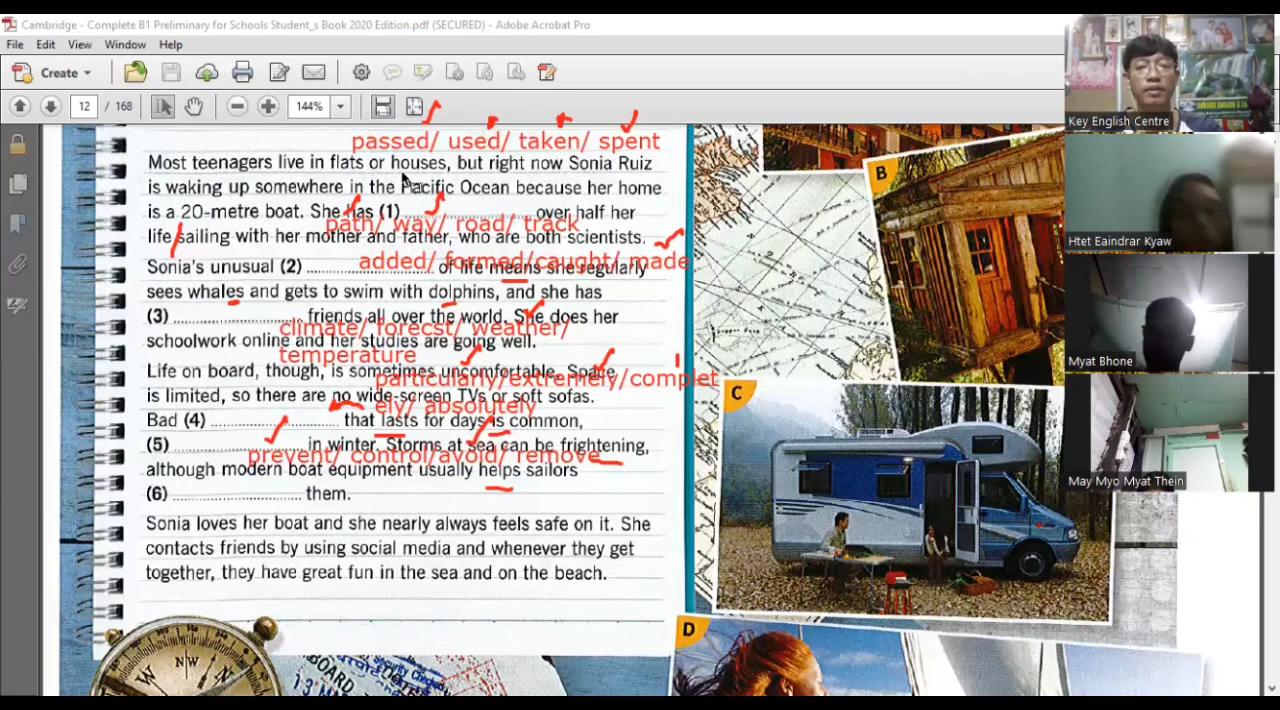 Cambridge - Complete B1 Preliminary for Schools Student_s Book 2020 Edition.pdf (SECURED) - Adobe Acrobat Pro
File Edit View Window Help
Create
12 / 168
144%
passed/ used/ taken/ spent
Most teenagers live in flats or houses, but right now Sonia Ruiz
is waking up somewhere in the Pacific Ocean because her home
is a 20-metre boat. She has (1) .......................... over half her
path/ way/ road/ track
life sailing with her mother and father, who are both scientists.
added/ formed/caught/ made
Sonia's unusual (2) .......................... of life means she regularly
sees whales and gets to swim with dolphins, and she has
(3) .......................... friends all over the world. She does her
climate/ forecst/ weather/
schoolwork online and her studies are going well.
temperature
Life on board, though, is sometimes uncomfortable. Space
particularly/extremely/complet
is limited, so there are no wide-screen TVs or soft sofas.
ely/ absolutely
Bad (4) .......................... that lasts for days is common,
(5) .......................... in winter. Storms at sea can be frightening,
prevent/ control/avoid/ remove
although modern boat equipment usually helps sailors
(6) .......................... them.
Sonia loves her boat and she nearly always feels safe on it. She
contacts friends by using social media and whenever they get
together, they have great fun in the sea and on the beach.
B
C
D
N
NW
W
Key English Centre
Htet Eaindrar Kyaw
Myat Bhone
May Myo Myat Thein